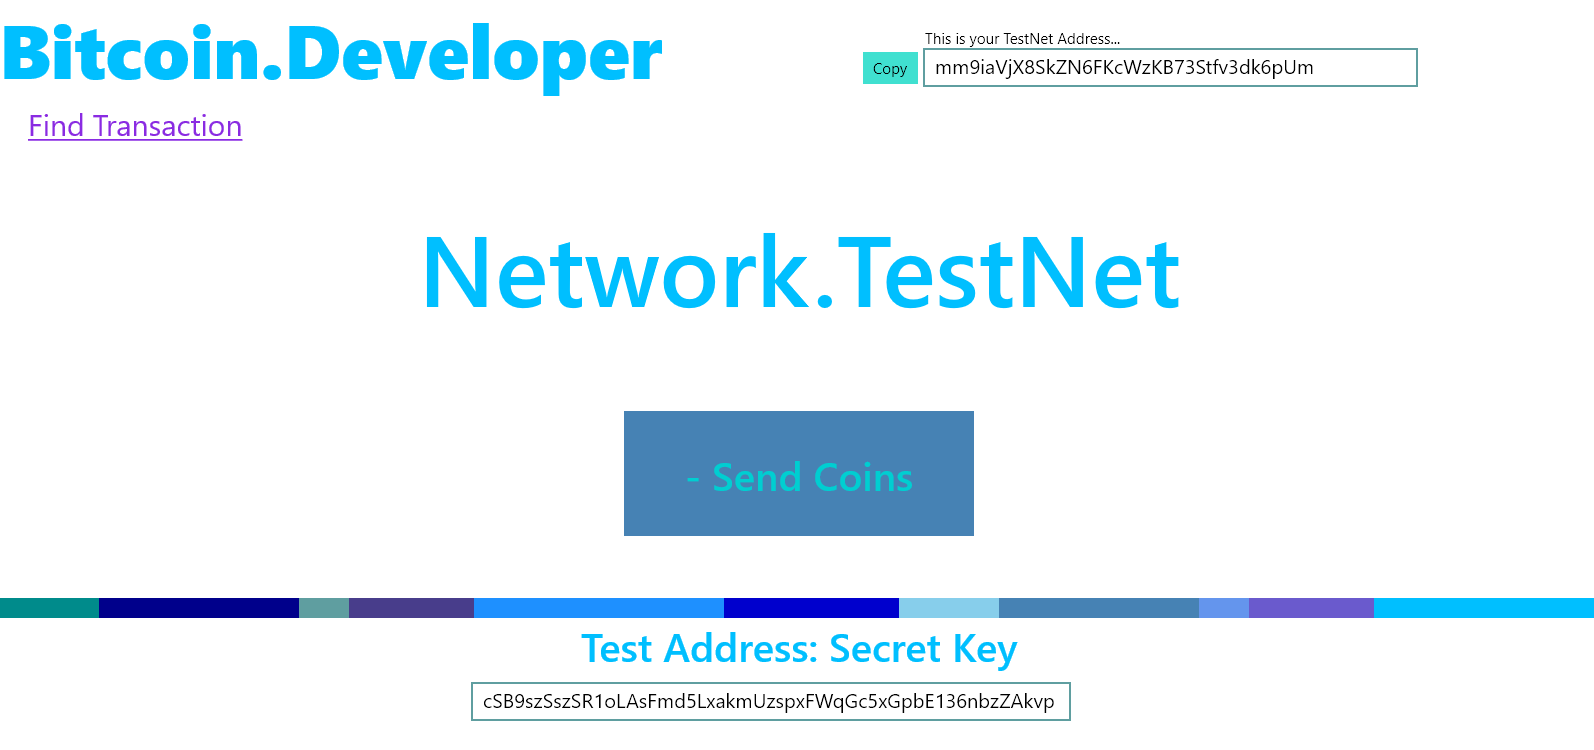 Bitcoin.Developer
This is your TestNet Address...
Copy
mm9iaVjX8SkZN6FKcWzKB73Stfv3dk6pUm
Find Transaction
Network.TestNet
- Send Coins
Test Address: Secret Key
cSB9szSszSR1oLAsFmd5LxakmUzspxFWqGc5xGpbE136nbzZAkvp